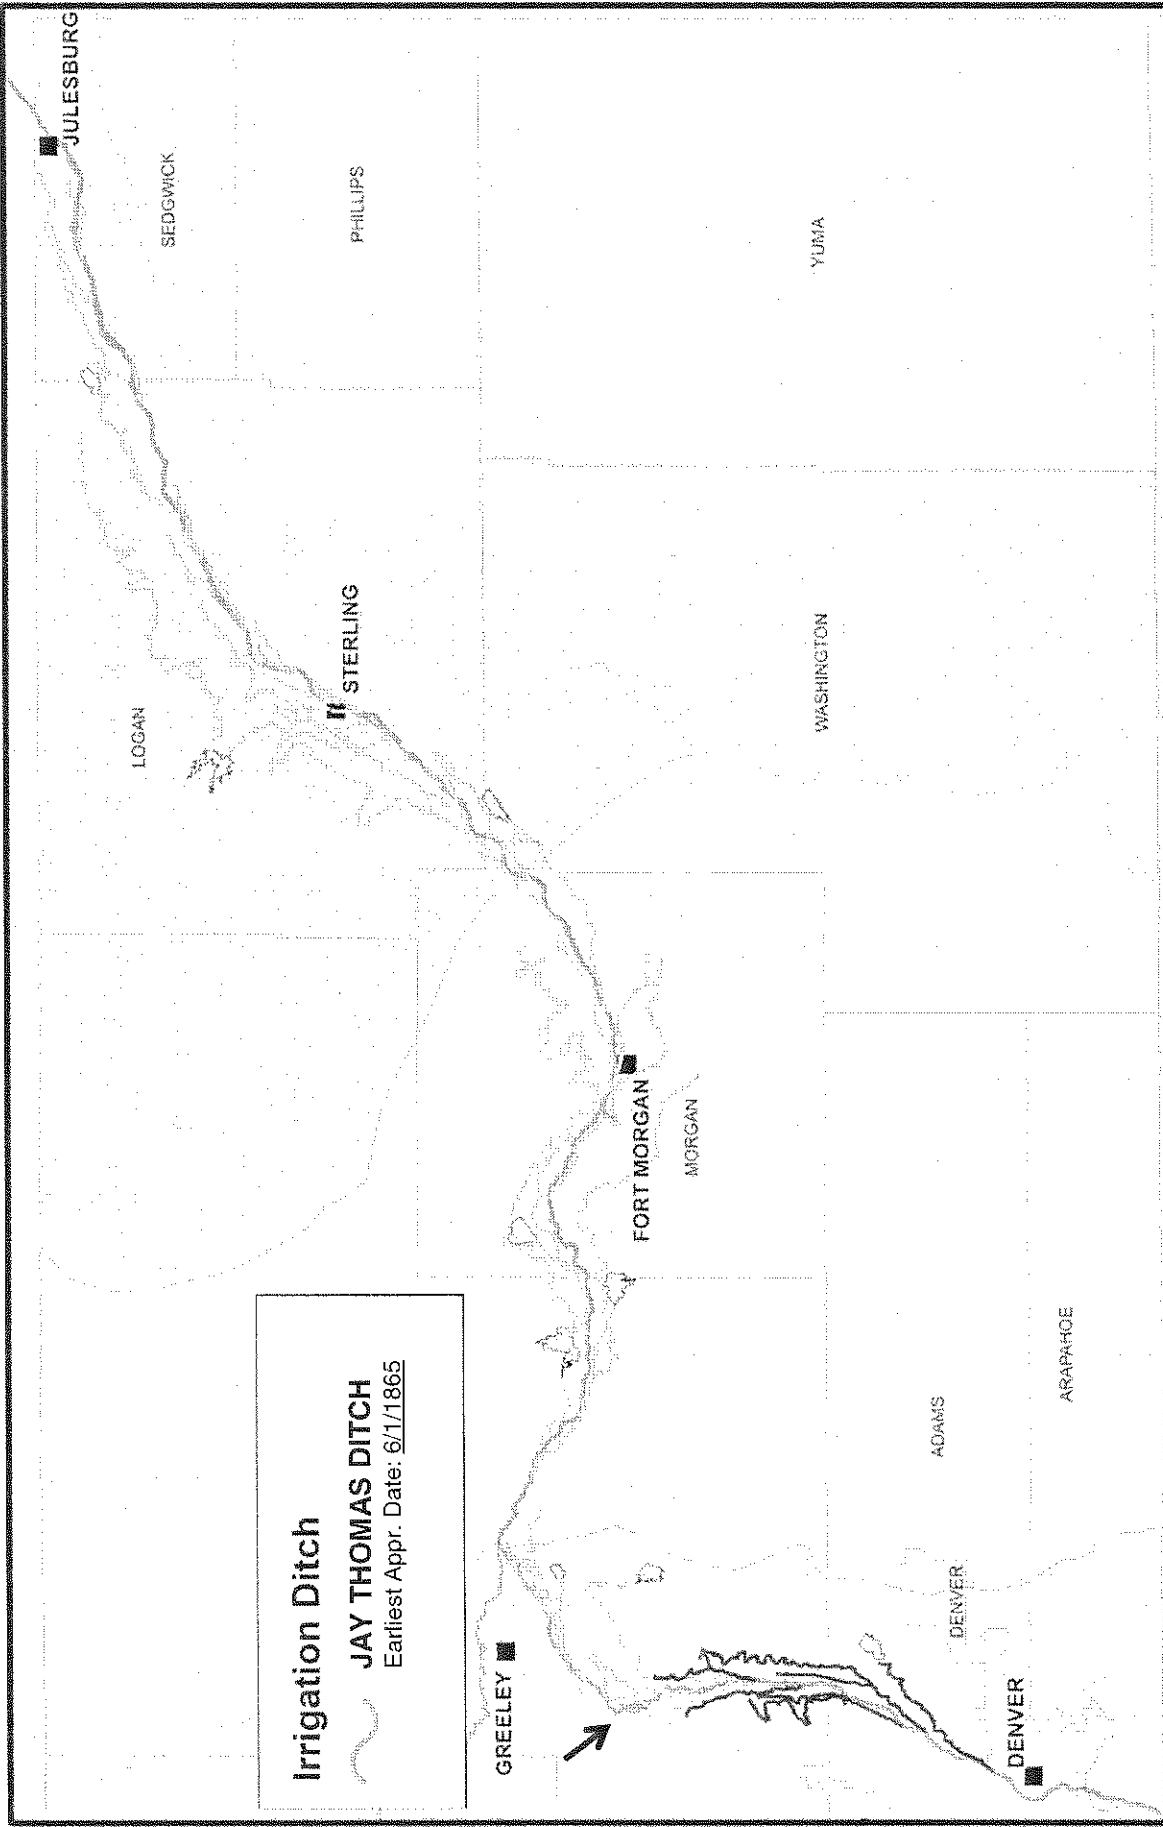 Irrigation Ditch
JAY THOMAS DITCH
Earliest Appr. Date: 6/1/1865
JULESBURG
SEDGWICK
PHILLIPS
YUMA
LOGAN
STERLING
WASHINGTON
FORT MORGAN
MORGAN
GREELEY
ADAMS
ARAPAHOE
DENVER
DENVER